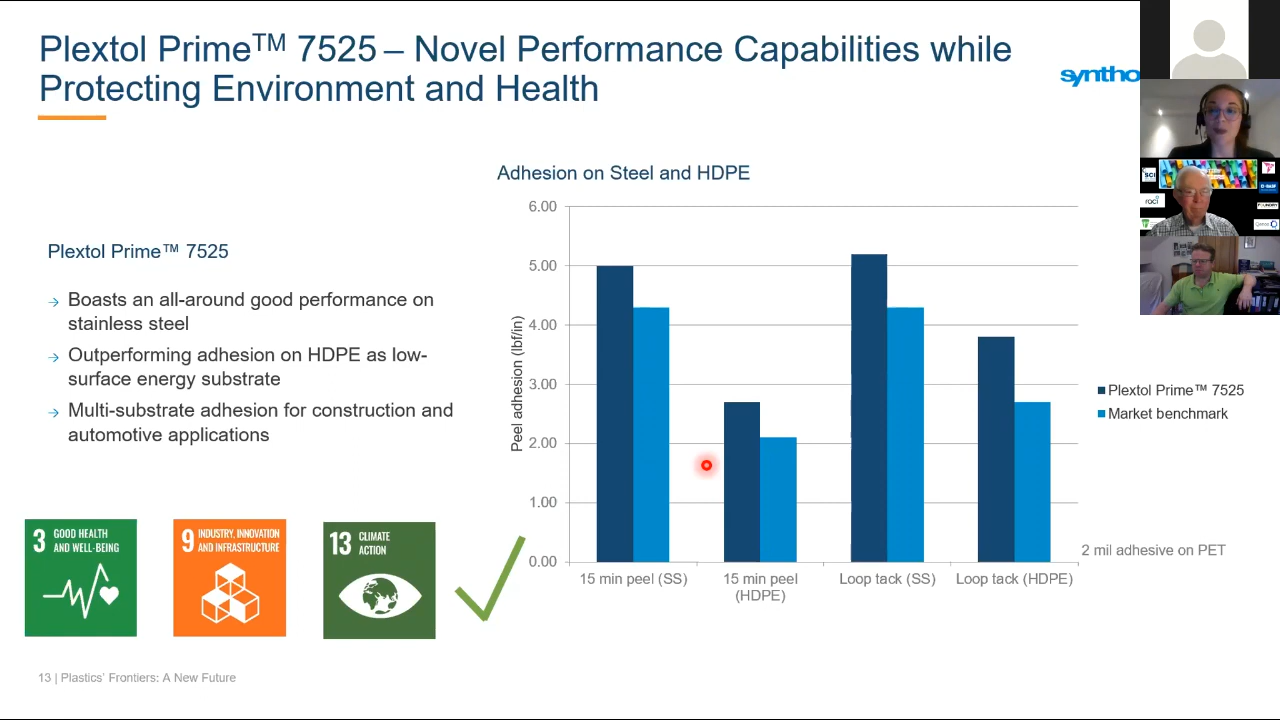 Plextol Prime™ 7525 – Novel Performance Capabilities while
Protecting Environment and Health
syntho
Adhesion on Steel and HDPE
Plextol Prime™ 7525
→ Boasts an all-around good performance on
stainless steel
→ Outperforming adhesion on HDPE as low-
surface energy substrate
→ Multi-substrate adhesion for construction and
automotive applications
Peel adhesion (lbf/in)
6.00
5.00
4.00
3.00
2.00
1.00
0.00
15 min peel (SS)
15 min peel
(HDPE)
Loop tack (SS)
Loop tack (HDPE)
Plextol Prime™ 7525
Market benchmark
2 mil adhesive on PET
3 GOOD HEALTH
AND WELL-BEING
9 INDUSTRY, INNOVATION
AND INFRASTRUCTURE
13 CLIMATE
ACTION
13 | Plastics' Frontiers: A New Future
SCI
raci
BASF